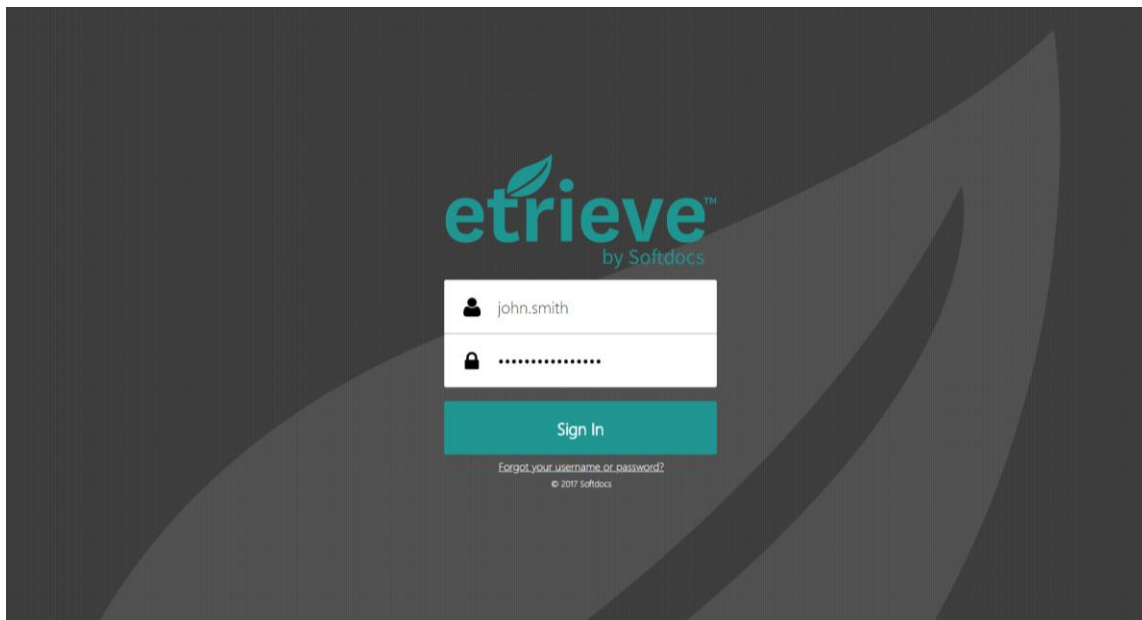 etrieve™
by Softdocs
john.smith
••••••••••••••••
Sign In
Forgot your username or password?
© 2017 Softdocs